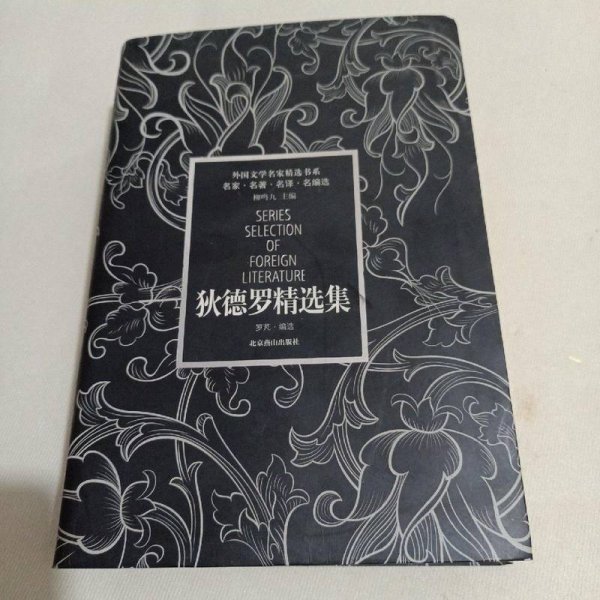 外国文学名家精选书系
名家·名著·名译·名编选
柳鸣九 主编
SERIES
SELECTION
OF
FOREIGN
LITERATURE
狄德罗精选集
罗芃·编选
北京燕山出版社